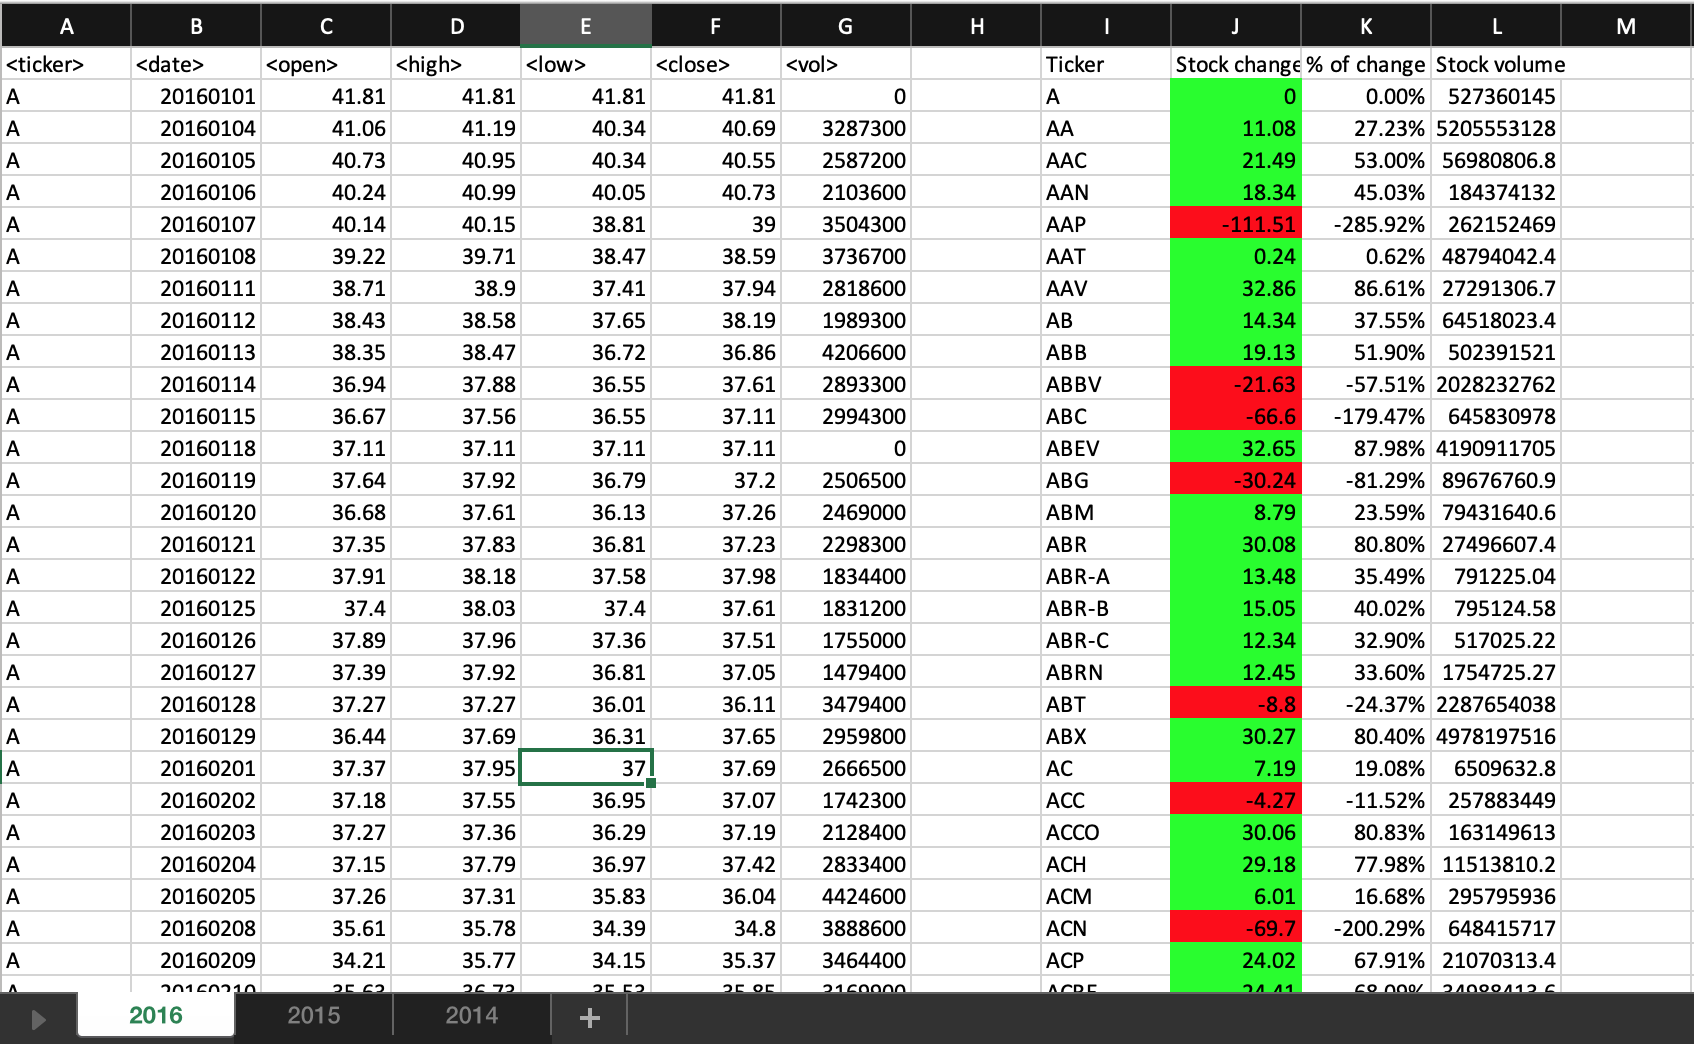 A B C D E F G H I J K L M
<ticker> <date> <open> <high> <low> <close> <vol> Ticker Stock change % of change Stock volume
A 20160101 41.81 41.81 41.81 41.81 0 A 0 0.00% 527360145
A 20160104 41.06 41.19 40.34 40.69 3287300 AA 11.08 27.23% 5205553128
A 20160105 40.73 40.95 40.34 40.55 2587200 AAC 21.49 53.00% 56980806.8
A 20160106 40.24 40.99 40.05 40.73 2103600 AAN 18.34 45.03% 184374132
A 20160107 40.14 40.15 38.81 39 3504300 AAP -111.51 -285.92% 262152469
A 20160108 39.22 39.71 38.47 38.59 3736700 AAT 0.24 0.62% 48794042.4
A 20160111 38.71 38.9 37.41 37.94 2818600 AAV 32.86 86.61% 27291306.7
A 20160112 38.43 38.58 37.65 38.19 1989300 AB 14.34 37.55% 64518023.4
A 20160113 38.35 38.47 36.72 36.86 4206600 ABB 19.13 51.90% 502391521
A 20160114 36.94 37.88 36.55 37.61 2893300 ABBV -21.63 -57.51% 2028232762
A 20160115 36.67 37.56 36.55 37.11 2994300 ABC -66.6 -179.47% 645830978
A 20160118 37.11 37.11 37.11 37.11 0 ABEV 32.65 87.98% 4190911705
A 20160119 37.64 37.92 36.79 37.2 2506500 ABG -30.24 -81.29% 89676760.9
A 20160120 36.68 37.61 36.13 37.26 2469000 ABM 8.79 23.59% 79431640.6
A 20160121 37.35 37.83 36.81 37.23 2298300 ABR 30.08 80.80% 27496607.4
A 20160122 37.91 38.18 37.58 37.98 1834400 ABR-A 13.48 35.49% 791225.04
A 20160125 37.4 38.03 37.4 37.61 1831200 ABR-B 15.05 40.02% 795124.58
A 20160126 37.89 37.96 37.36 37.51 1755000 ABR-C 12.34 32.90% 517025.22
A 20160127 37.39 37.92 36.81 37.05 1479400 ABRN 12.45 33.60% 1754725.27
A 20160128 37.27 37.27 36.01 36.11 3479400 ABT -8.8 -24.37% 2287654038
A 20160129 36.44 37.69 36.31 37.65 2959800 ABX 30.27 80.40% 4978197516
A 20160201 37.37 37.95 37 37.69 2666500 AC 7.19 19.08% 6509632.8
A 20160202 37.18 37.55 36.95 37.07 1742300 ACC -4.27 -11.52% 257883449
A 20160203 37.27 37.36 36.29 37.19 2128400 ACCO 30.06 80.83% 163149613
A 20160204 37.15 37.79 36.97 37.42 2833400 ACH 29.18 77.98% 11513810.2
A 20160205 37.26 37.31 35.83 36.04 4424600 ACM 6.01 16.68% 295795936
A 20160208 35.61 35.78 34.39 34.8 3888600 ACN -69.7 -200.29% 648415717
A 20160209 34.21 35.77 34.15 35.37 3464400 ACP 24.02 67.91% 21070313.4
A 20160210
2016 2015 2014 +